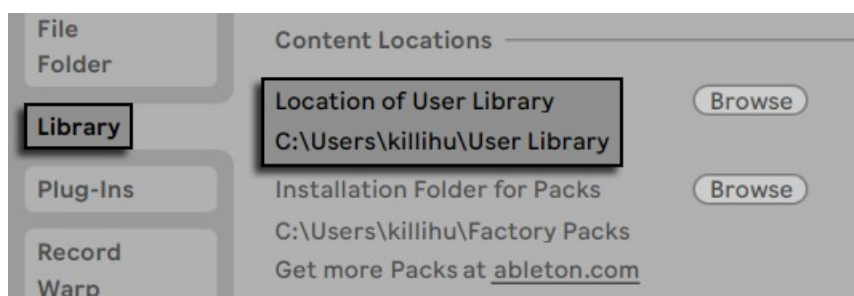 File
Folder
Library
Plug-Ins
Record
Warp
Content Locations
Location of User Library
Browse
C:\Users\killihu\User Library
Installation Folder for Packs
Browse
C:\Users\killihu\Factory Packs
Get more Packs at ableton.com